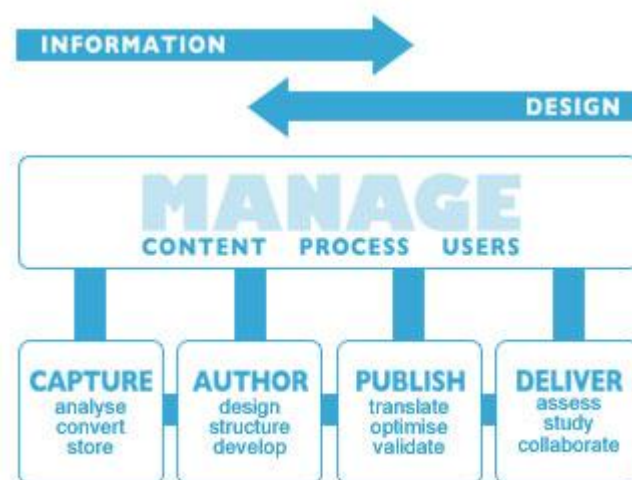 INFORMATION
DESIGN
MANAGE
CONTENT PROCESS USERS
CAPTURE
analyse
convert
store
AUTHOR
design
structure
develop
PUBLISH
translate
optimise
validate
DELIVER
assess
study
collaborate